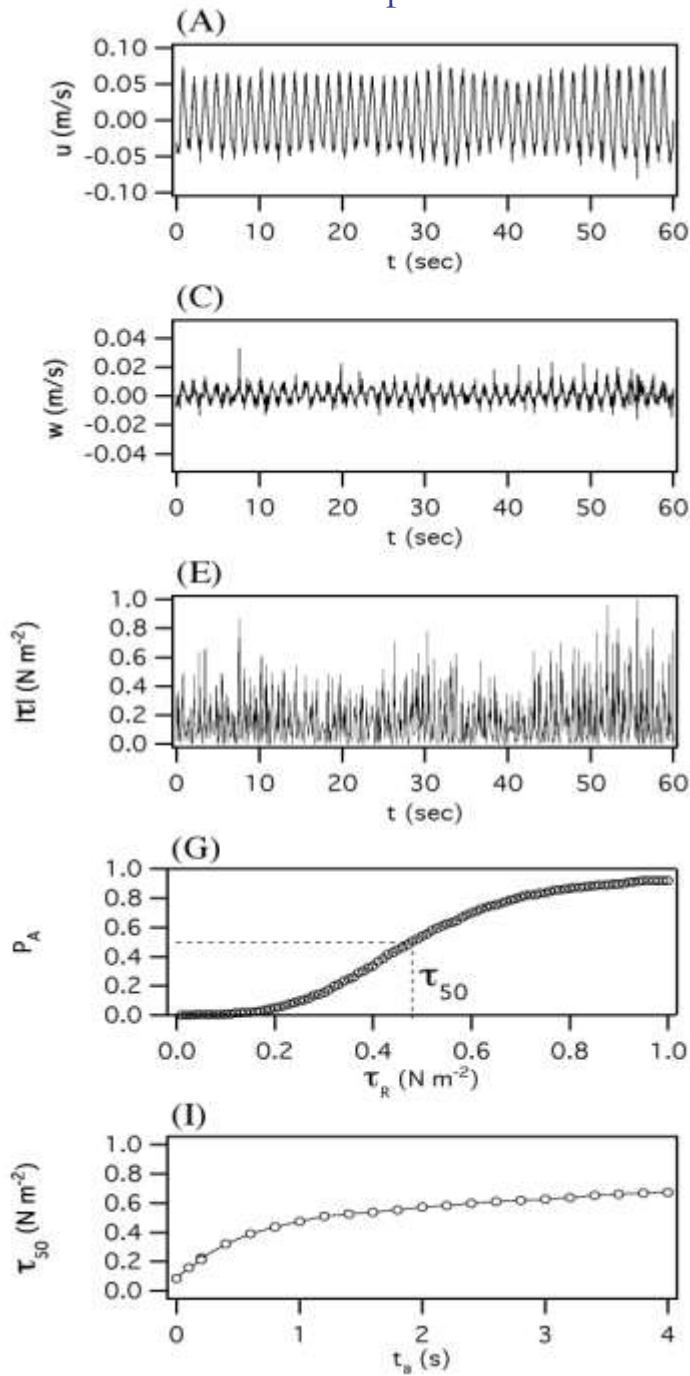 (A)
0.10
0.05
0.00
-0.05
-0.10
u (m/s)
0 10 20 30 40 50 60
t (sec)
(C)
0.04
0.02
0.00
-0.02
-0.04
w (m/s)
0 10 20 30 40 50 60
t (sec)
(E)
1.0
0.8
0.6
0.4
0.2
0.0
|τ| (N m⁻²)
0 10 20 30 40 50 60
t (sec)
(G)
1.0
0.8
0.6
0.4
0.2
0.0
P_A
τ₅₀
0.0 0.2 0.4 0.6 0.8 1.0
τ_R (N m⁻²)
(I)
1.0
0.8
0.6
0.4
0.2
0.0
τ₅₀ (N m⁻²)
0 1 2 3 4
t_a (s)